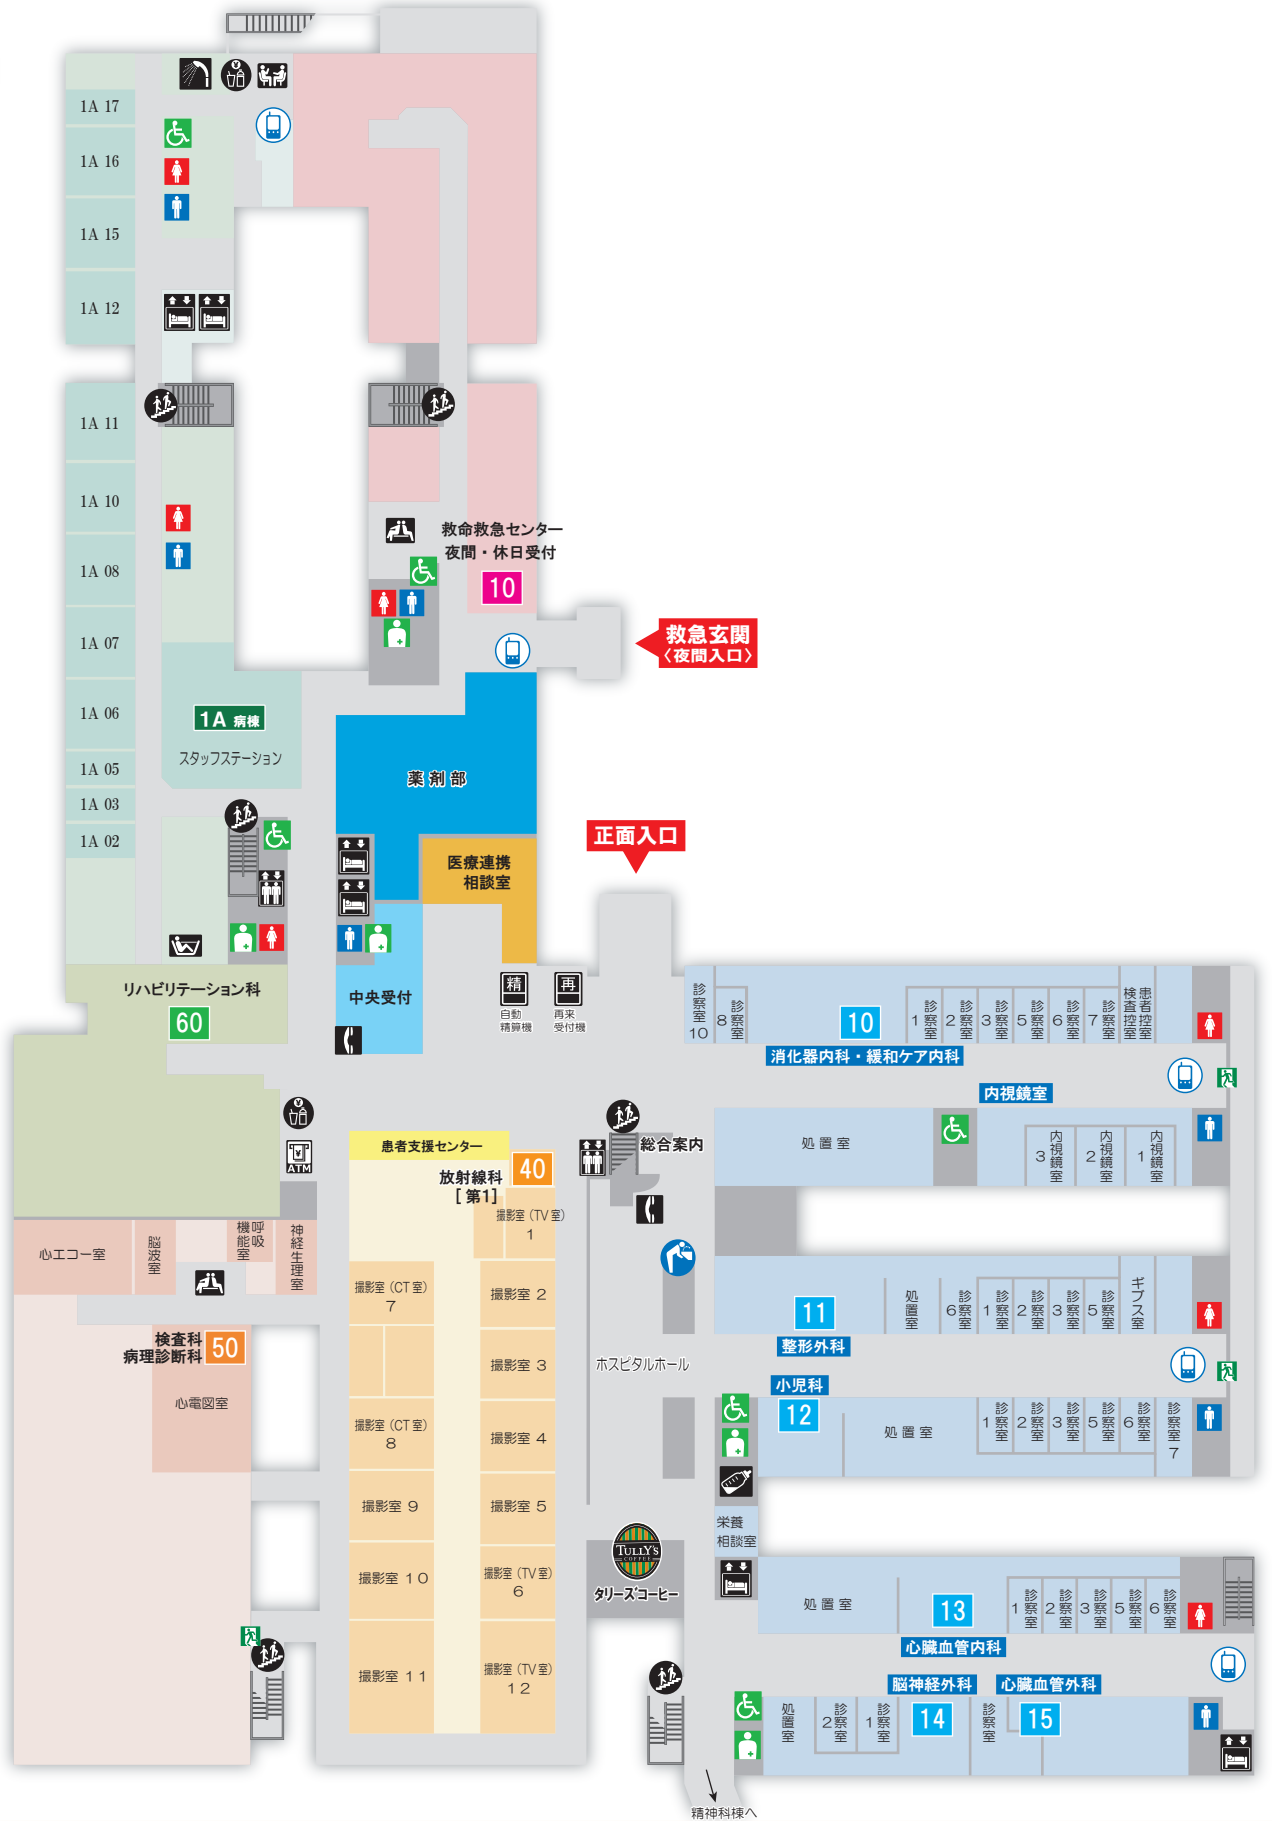 1A 17
1A 16
1A 15
1A 12
1A 11
1A 10
1A 08
1A 07
1A 06
1A 05
1A 03
1A 02
救命救急センター
夜間・休日受付
10
救急玄関
〈夜間入口〉
1A 病棟
スタッフステーション
薬剤部
医療連携
相談室
正面入口
リハビリテーション科
60
中央受付
精
自動
精算機
再
再来
受付機
診察室10
診察室8
10
診察室1
診察室2
診察室3
診察室5
診察室6
診察室7
患者控室
検査控室
消化器内科・緩和ケア内科
内視鏡室
処置室
内視鏡室3
内視鏡室2
内視鏡室1
ATM
患者支援センター
放射線科
[第1]
40
総合案内
撮影室(TV室)
1
撮影室(CT室)
7
撮影室 2
撮影室 3
撮影室(CT室)
8
撮影室 4
撮影室 9
撮影室 5
撮影室 10
撮影室(TV室)
6
撮影室 11
撮影室(TV室)
12
心エコー室
脳波室
呼吸
機能室
神経生理室
検査科
病理診断科
50
心電図室
ホスピタルホール
TULLY'S
COFFEE
タリーズコーヒー
11
整形外科
処置室
診察室6
診察室1
診察室2
診察室3
診察室5
ギプス室
小児科
12
処置室
診察室1
診察室2
診察室3
診察室5
診察室6
診察室7
栄養
相談室
処置室
13
心臓血管内科
診察室1
診察室2
診察室3
診察室5
診察室6
脳神経外科
心臓血管外科
処置室
診察室2
診察室1
14
診察室
15
精神科棟へ